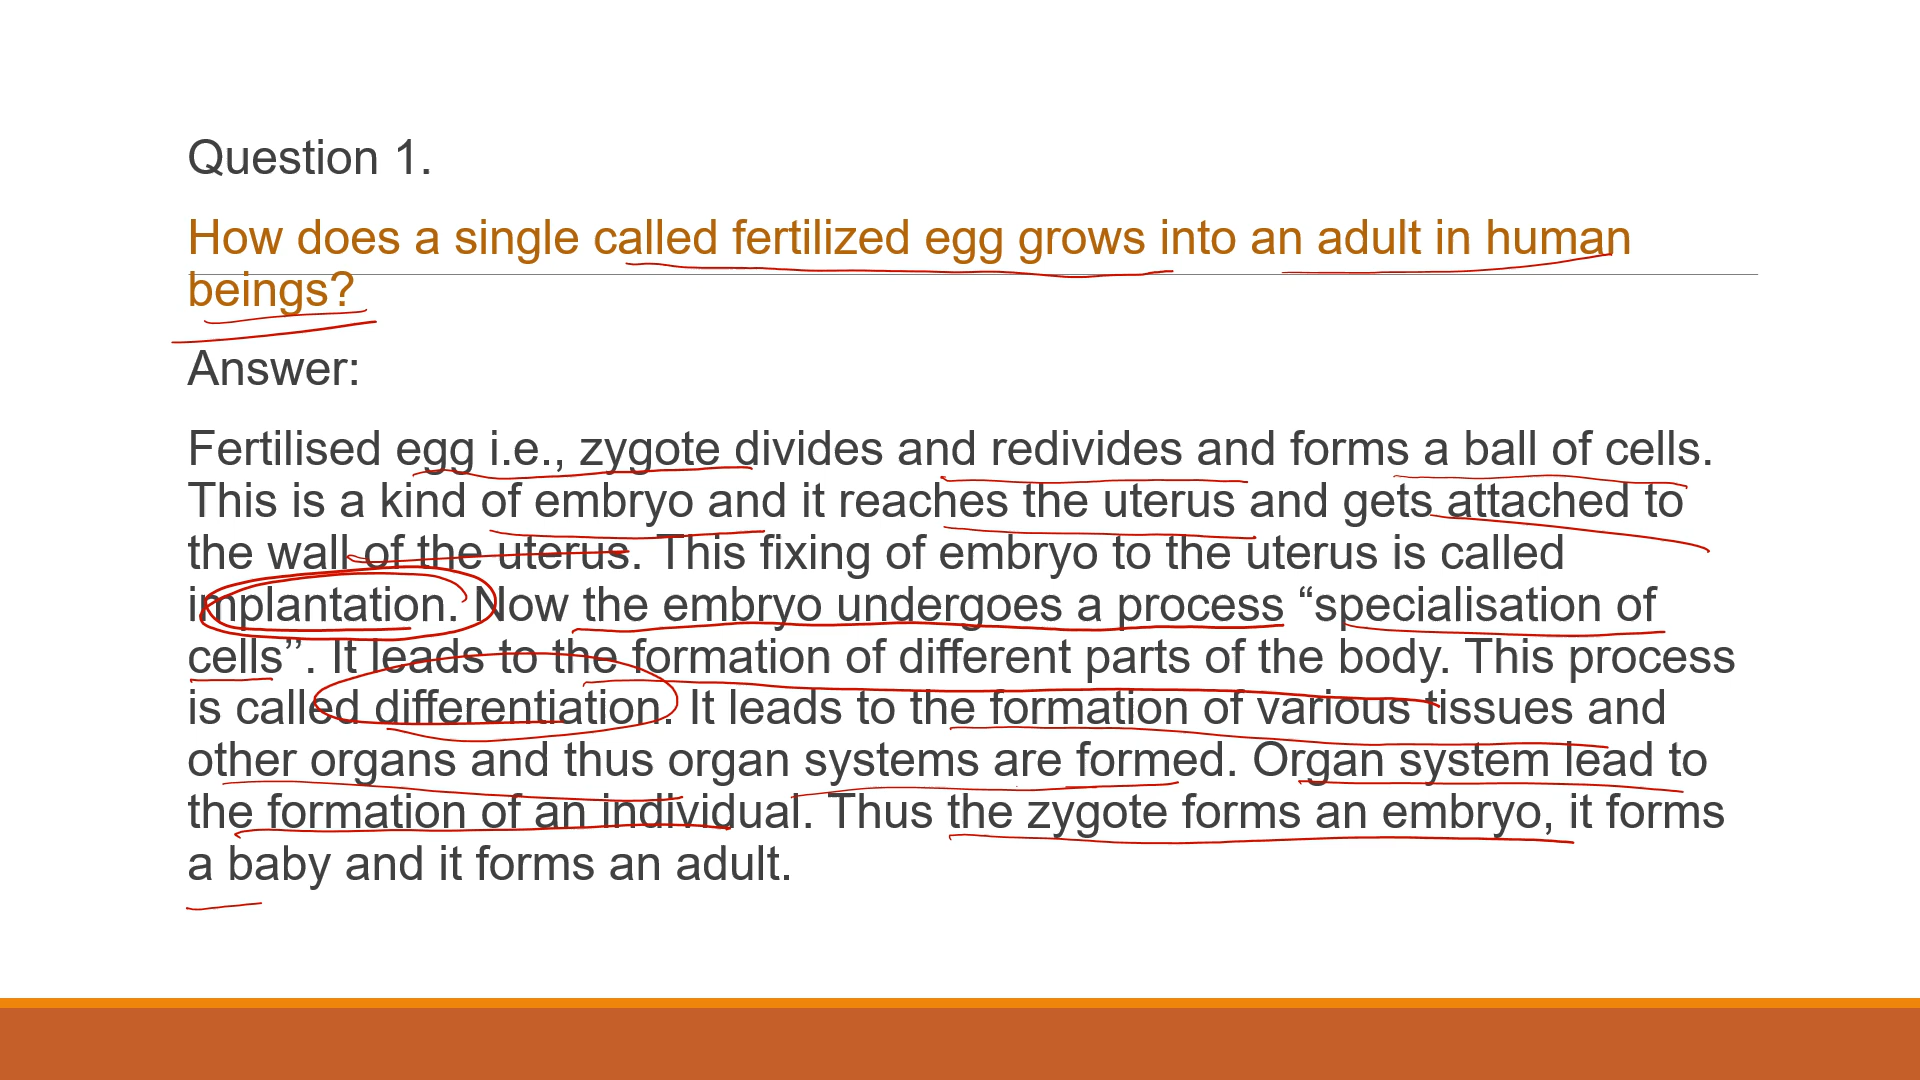 Question 1.
How does a single called fertilized egg grows into an adult in human
beings?
Answer:
Fertilised egg i.e., zygote divides and redivides and forms a ball of cells.
This is a kind of embryo and it reaches the uterus and gets attached to
the wall of the uterus. This fixing of embryo to the uterus is called
implantation. Now the embryo undergoes a process “specialisation of
cells”. It leads to the formation of different parts of the body. This process
is called differentiation. It leads to the formation of various tissues and
other organs and thus organ systems are formed. Organ system lead to
the formation of an individual. Thus the zygote forms an embryo, it forms
a baby and it forms an adult.